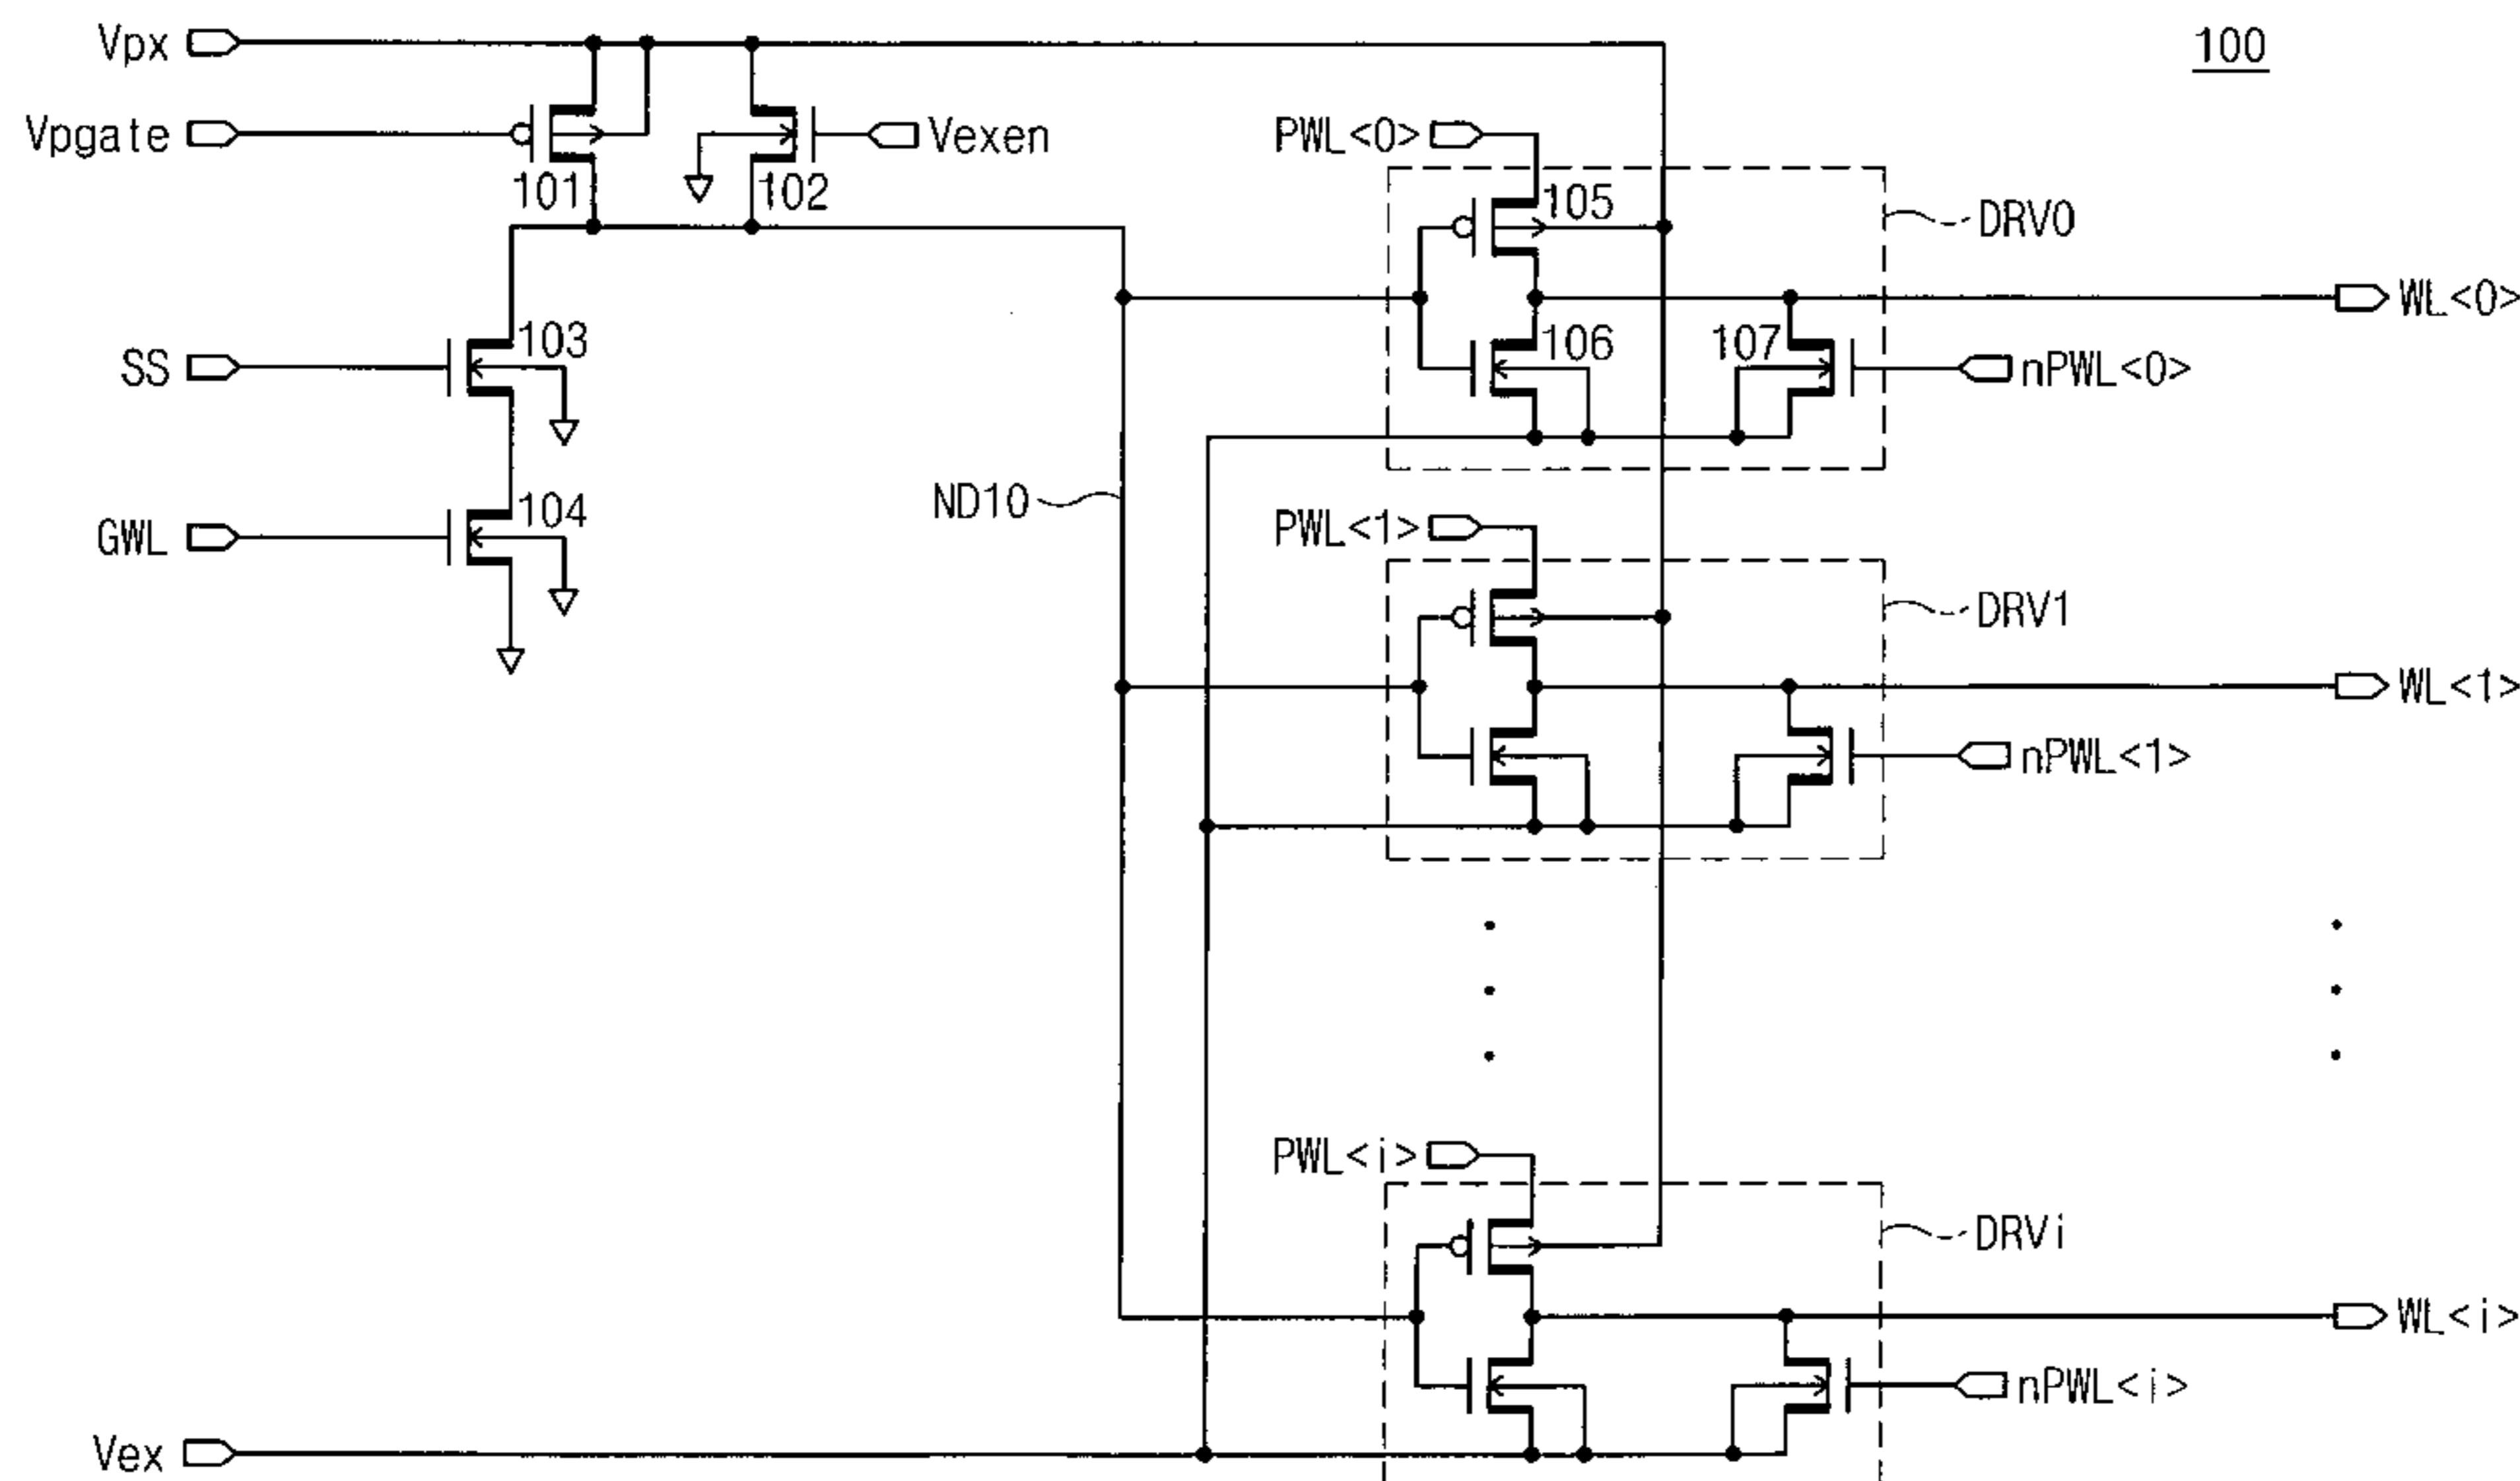 Vpx
100
Vpgate
Vexen
PWL<0>
101
102
105
DRV0
WL<0>
SS
103
106
107
nPWL<0>
ND10
104
GWL
PWL<1>
DRV1
WL<1>
nPWL<1>
PWL<i>
DRVi
WL<i>
nPWL<i>
Vex